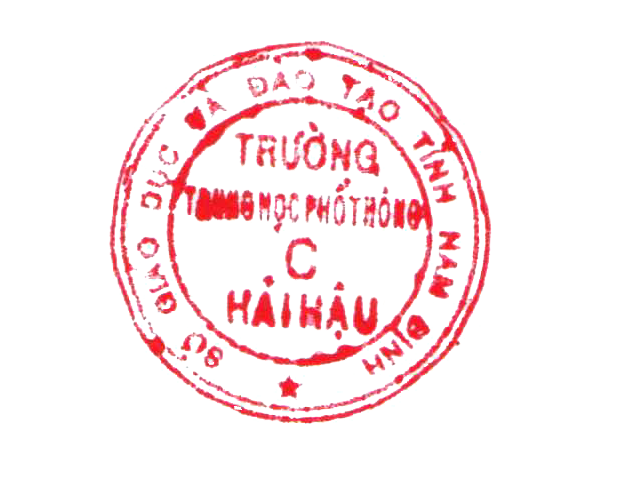 SỞ GIÁO DỤC VÀ ĐÀO TẠO TỈNH NAM ĐỊNH
TRƯỜNG
TRUNG HỌC PHỔ THÔNG
C
HẢI HẬU